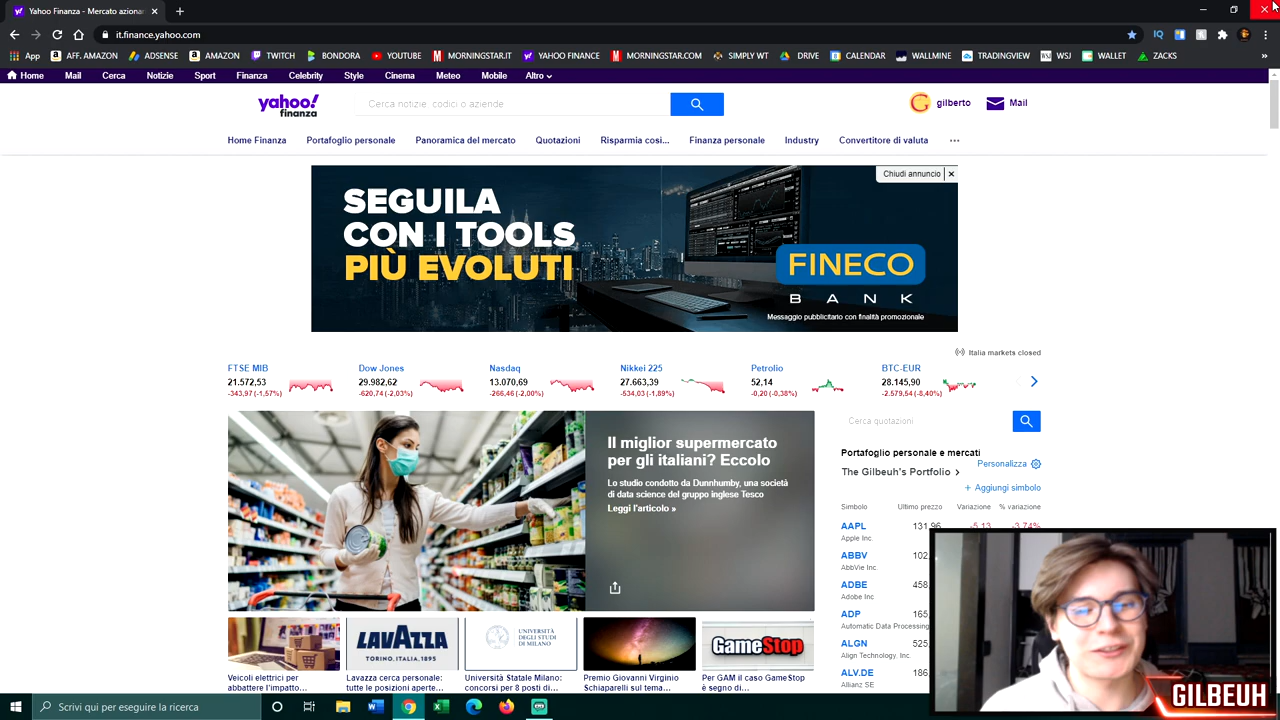 Yahoo Finanza - Mercato azionari
it.finance.yahoo.com
App AFF. AMAZON ADSENSE AMAZON TWITCH BONDORA YOUTUBE MORNINGSTAR.IT YAHOO FINANCE MORNINGSTAR.COM SIMPLY WT DRIVE CALENDAR WALLMINE TRADINGVIEW WSJ WALLET ZACKS
Home Mail Cerca Notizie Sport Finanza Celebrity Style Cinema Meteo Mobile Altro
yahoo!
finanza
Cerca notizie codici o aziende
gilberto Mail
Home Finanza Portafoglio personale Panoramica del mercato Quotazioni Risparmia così... Finanza personale Industry Convertitore di valuta ...
Chiudi annuncio
SEGUILA
CON I TOOLS
PIÙ EVOLUTI
FINECO
BANK
Messaggio pubblicitario con finalità promozionale
Italia markets closed
FTSE MIB Dow Jones Nasdaq Nikkei 225 Petrolio BTC-EUR
21.572,53 29.982,62 13.070,69 27.663,39 52,14 28.145,90
-343,97 (-1,57%) -620,74 (-2,03%) -266,46 (-2,00%) -534,03 (-1,89%) -0,20 (-0,38%) -2.579,54 (-8,40%)
Il miglior supermercato
per gli italiani? Eccolo
Lo studio condotto da Dunnhumby, una società
di data science del gruppo inglese Tesco
Leggi l'articolo »
Cerca quotazioni
Portafoglio personale e mercati
Personalizza
The Gilbeuh's Portfolio
+ Aggiungi simbolo
Simbolo Ultimo prezzo Variazione % variazione
AAPL 131,96 -5,13 -3,74%
Apple Inc.
ABBV 102,
AbbVie Inc.
ADBE 458
Adobe Inc
ADP 165,
Automatic Data Processing
ALGN 525,
Align Technology, Inc.
ALV.DE 186,
Allianz SE
LAVAZZA
TORINO, ITALIA, 1895
UNIVERSITÀ
DEGLI STUDI
DI MILANO
GameStop
Veicoli elettrici per
abbattere l'impatto...
Lavazza cerca personale:
tutte le posizioni aperte...
Università Statale Milano:
concorsi per 8 posti di...
Premio Giovanni Virginio
Schiaparelli sul tema...
Per GAM il caso GameStop
è segno di...
GILBEUH
Scrivi qui per eseguire la ricerca